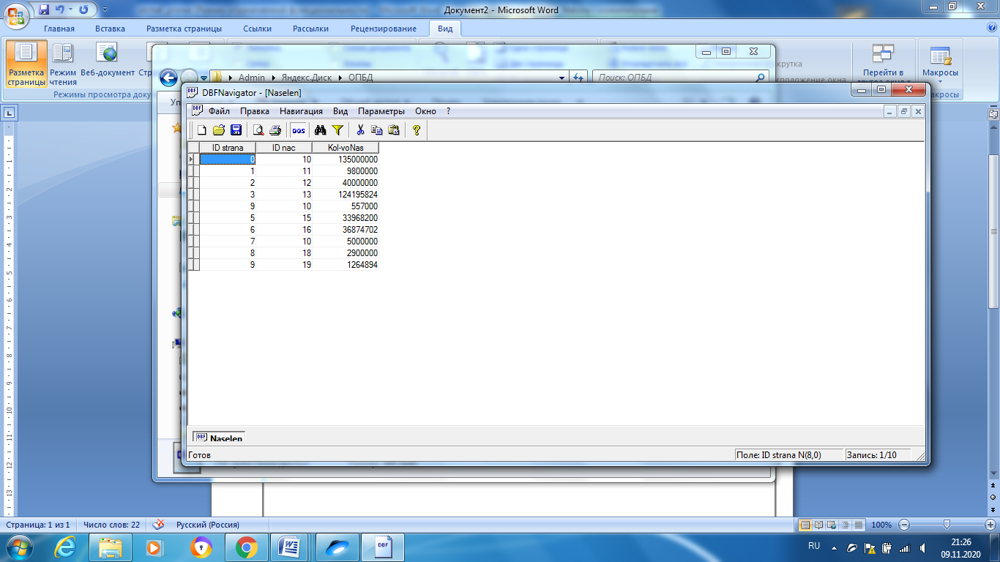 Документ2 - Microsoft Word
Главная Вставка Разметка страницы Ссылки Рассылки Рецензирование Вид
Разметка страницы
Режим чтения
Веб-документ
Режимы просмотра доку
Перейти в
Макросы
Admin Яндекс.Диск ОПБД
Поиск: ОПБД
DBFNavigator - [Naselen]
Файл Правка Навигация Вид Параметры Окно ?
DOS
ID strana ID nac Kol-voNas
0 10 135000000
1 11 9800000
2 12 40000000
3 13 124195824
9 10 557000
5 15 33968200
6 16 36874702
7 10 5000000
8 18 2900000
9 19 1264894
DBF Naselen
Готов Поле: ID strana N(8,0) Запись: 1/10
Страница: 1 из 1 Число слов: 22 Русский (Россия) 100%
DBF
RU 21:26
09.11.2020